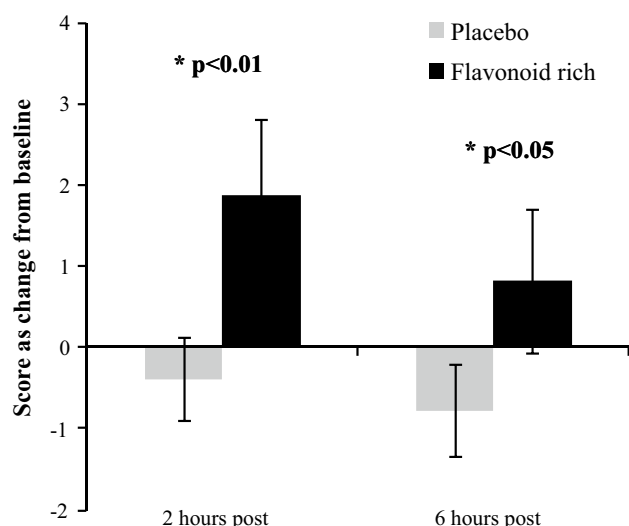 4
Placebo
* p<0.01
Flavonoid rich
3
* p<0.05
2
1
0
-1
-2
Score as change from baseline
2 hours post
6 hours post